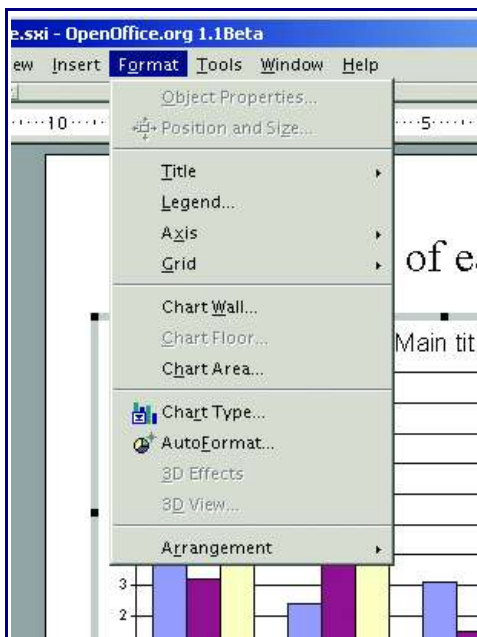 e.sxi - OpenOffice.org 1.1Beta
ew Insert Format Tools Window Help
10 5
Object Properties...
Position and Size...
Title
Legend...
Axis
Grid
of ea
Chart Wall...
Chart Floor...
Main tit
Chart Area...
Chart Type...
AutoFormat...
3D Effects
3D View...
Arrangement
3
2